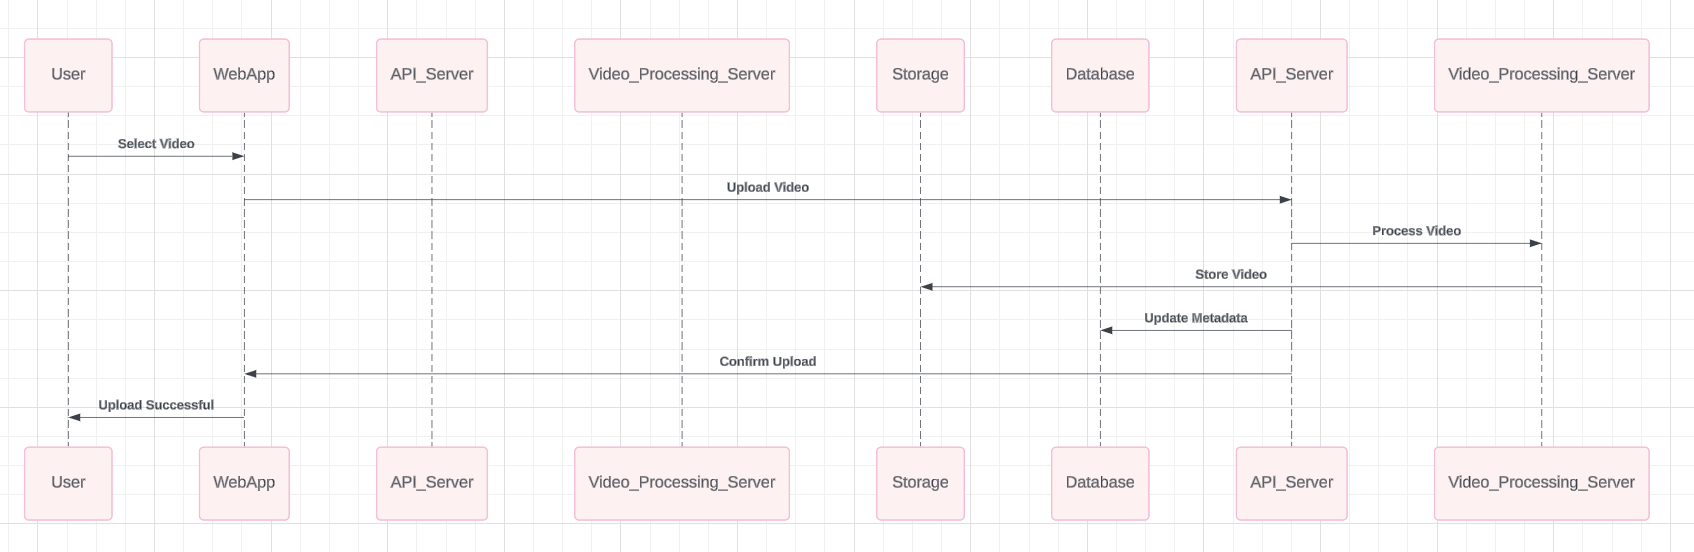 User
WebApp
API_Server
Video_Processing_Server
Storage
Database
API_Server
Video_Processing_Server
Select Video
Upload Video
Process Video
Store Video
Update Metadata
Confirm Upload
Upload Successful
User
WebApp
API_Server
Video_Processing_Server
Storage
Database
API_Server
Video_Processing_Server